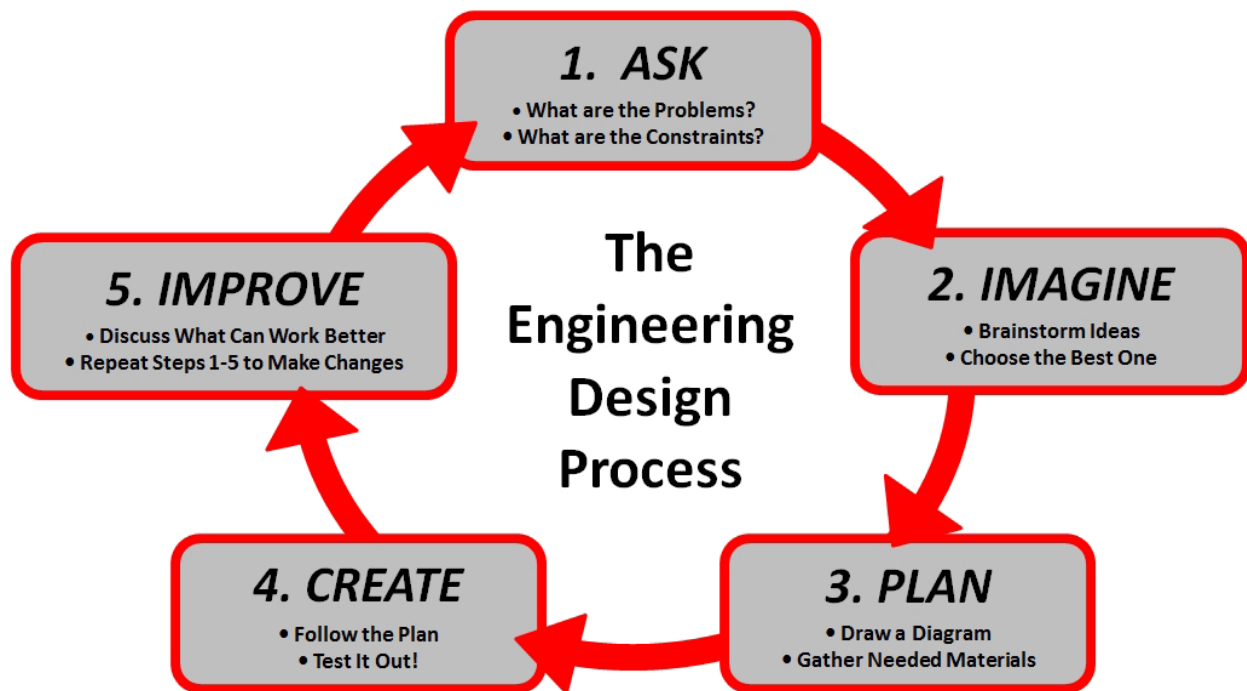 1. ASK
• What are the Problems?
• What are the Constraints?
The
Engineering
Design
Process
2. IMAGINE
• Brainstorm Ideas
• Choose the Best One
3. PLAN
• Draw a Diagram
• Gather Needed Materials
4. CREATE
• Follow the Plan
• Test It Out!
5. IMPROVE
• Discuss What Can Work Better
• Repeat Steps 1-5 to Make Changes